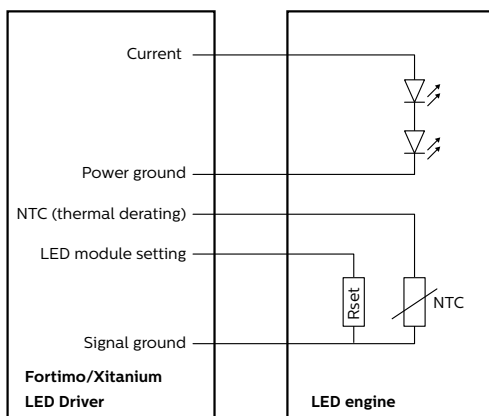 Current
Power ground
NTC (thermal derating)
LED module setting
Rset
NTC
Signal ground
Fortimo/Xitanium
LED Driver
LED engine